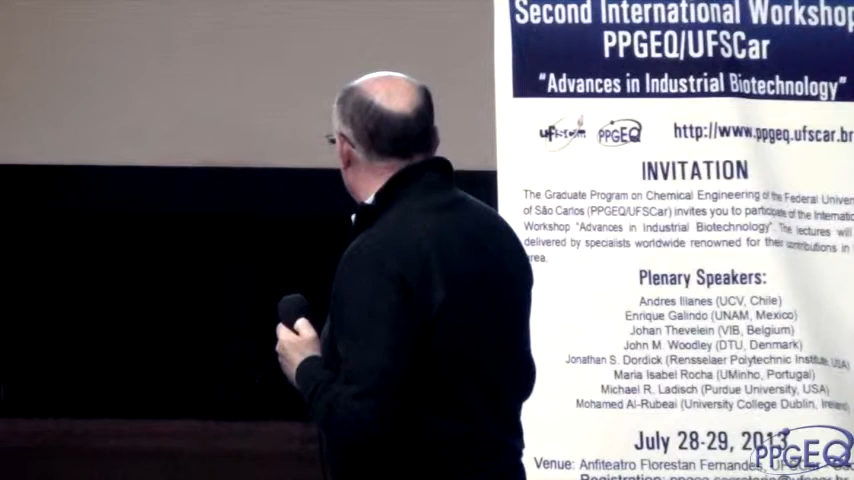 Second International Workshop
PPGEQ/UFSCar
"Advances in Industrial Biotechnology"
PPGEQ http://www.ppgeq.ufscar.br
INVITATION
The Graduate Program on Chemical Engineering of the Federal
of São Carlos (PPGEQ/UFSCar) invites you to participate of the
Workshop "Advances in Industrial Biotechnology". The lectures will
delivered by specialists worldwide renowned for their contributions in
area.
Plenary Speakers:
Andres Illanes (UCV, Chile)
Enrique Galindo (UNAM, Mexico)
Johan Thevelein (VIB, Belgium)
John M. Woodley (DTU, Denmark)
Jonathan S. Dordick (Rensselaer Polytechnic Institute, USA)
Maria Isabel Rocha (UMinho, Portugal)
Michael R. Ladisch (Purdue University, USA)
Mohamed Al-Rubeai (University College Dublin, Ireland)
July 28-29, 2013
PPGEQ
Venue: Anfiteatro Florestan Fernandes,